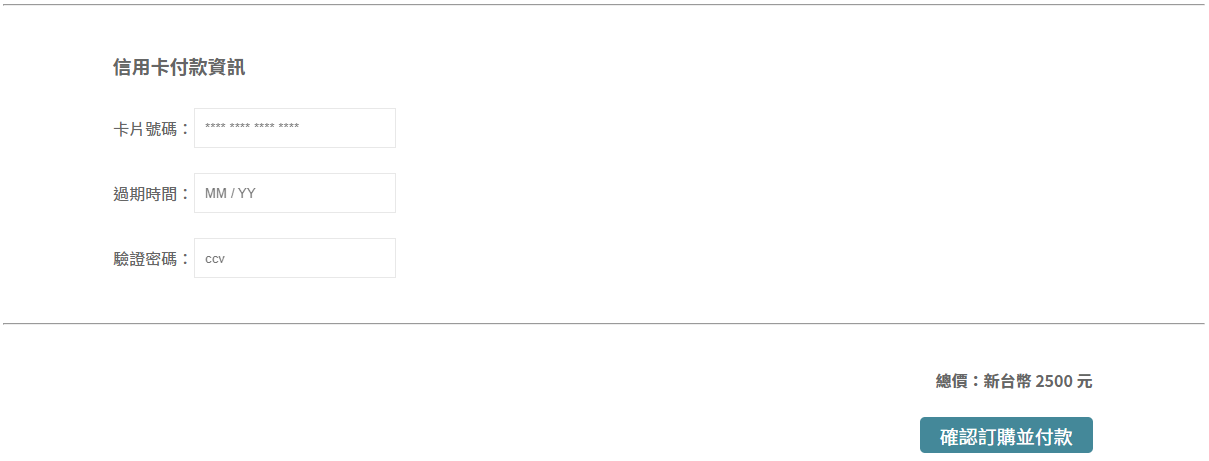 信用卡付款資訊
卡片號碼：**** **** **** ****
過期時間：MM / YY
驗證密碼：ccv
總價：新台幣 2500 元
確認訂購並付款